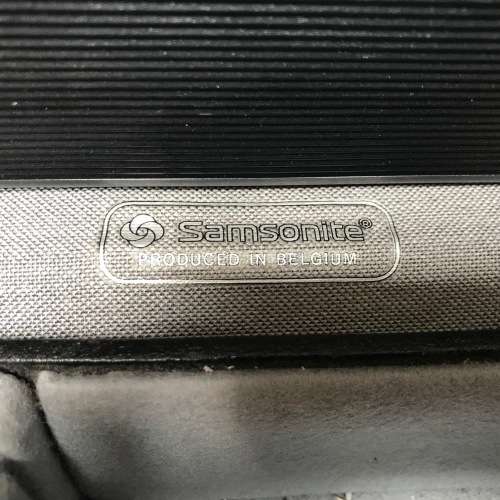 Samsonite®
PRODUCED IN BELGIUM